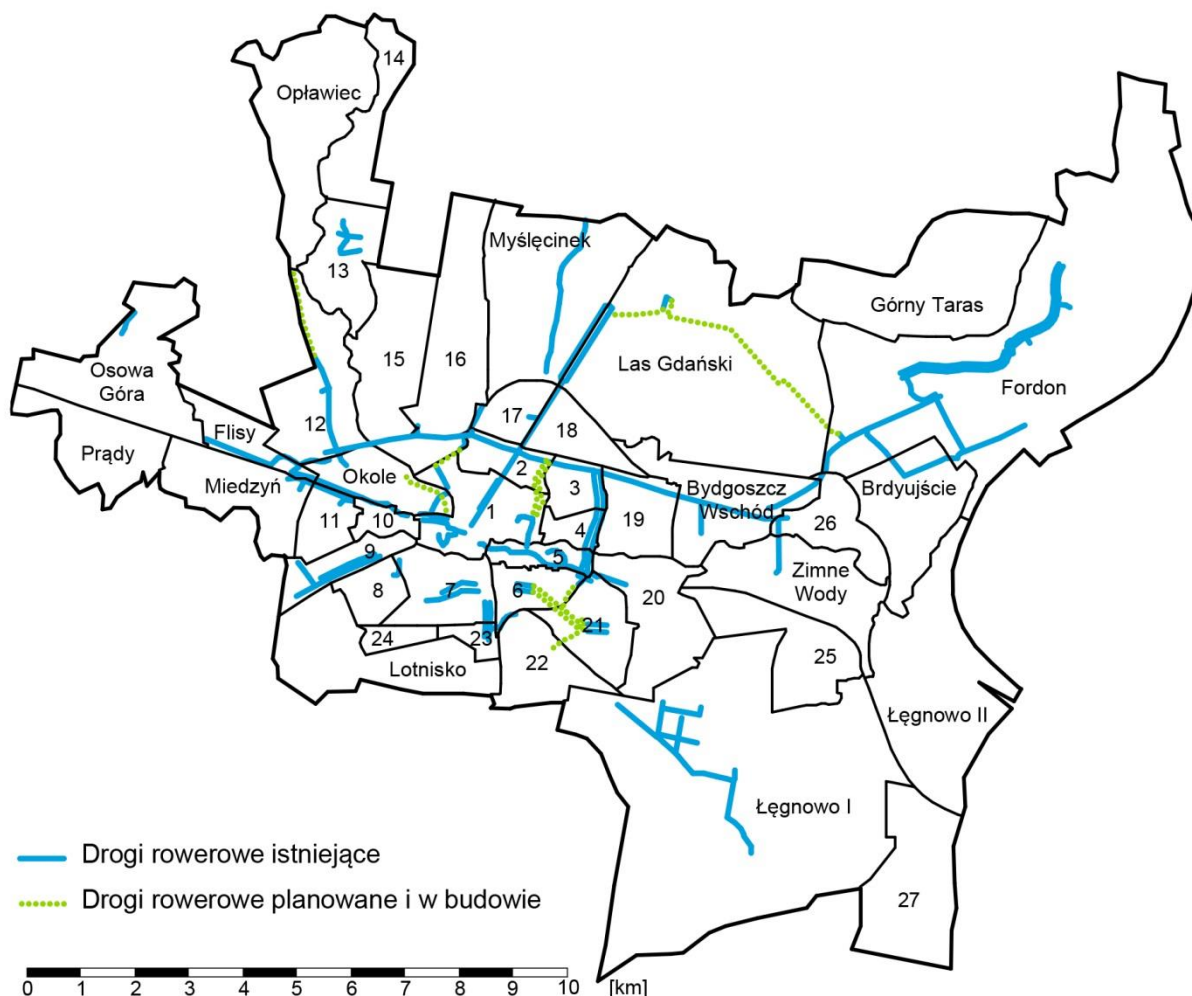 14
Opławiec
Myślęcinek
13
Górny Taras
15
16
Las Gdański
Osowa
Góra
Fordon
17
12
18
Flisy
Prądy
2
Okole
Miedzyń
3
Bydgoszcz
Wschód
Brdyujście
1
11
10
19
26
4
9
5
Zimne
Wody
8
7
6
20
21
24
23
22
25
Lotnisko
Łęgnowo II
Łęgnowo I
Drogi rowerowe istniejące
Drogi rowerowe planowane i w budowie
27
0 1 2 3 4 5 6 7 8 9 10 [km]